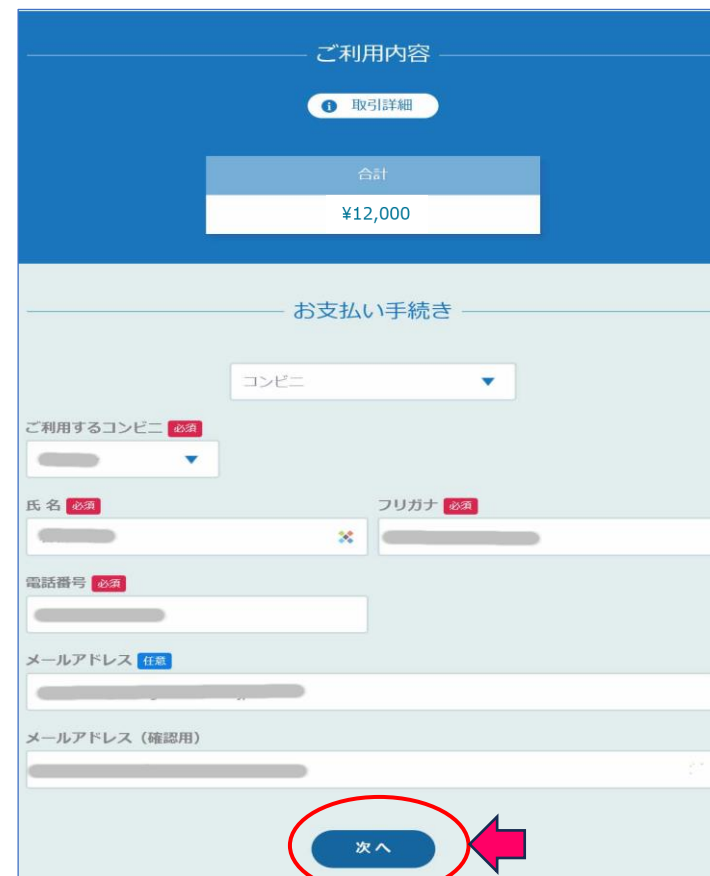 ご利用内容
取引詳細
合計
¥12,000
お支払い手続き
コンビニ
ご利用するコンビニ 必須
氏 名 必須
フリガナ 必須
電話番号 必須
メールアドレス 任意
メールアドレス（確認用）
次へ